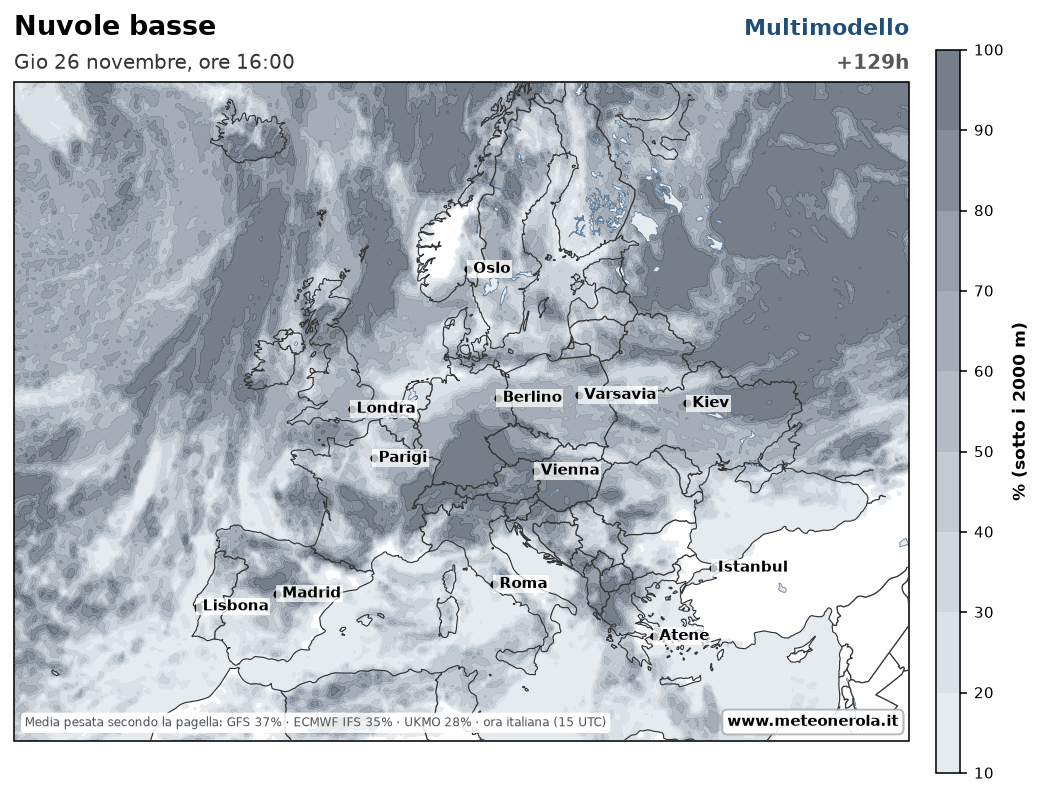 Nuvole basse
Multimodello
Gio 26 novembre, ore 16:00
+129h
100
90
80
70
60
50
40
30
20
10
% (sotto i 2000 m)
Oslo
Berlino
Varsavia
Kiev
Londra
Parigi
Vienna
Istanbul
Roma
Madrid
Lisbona
Atene
Media pesata secondo la pagella: GFS 37% · ECMWF IFS 35% · UKMO 28% · ora italiana (15 UTC)
www.meteonerola.it